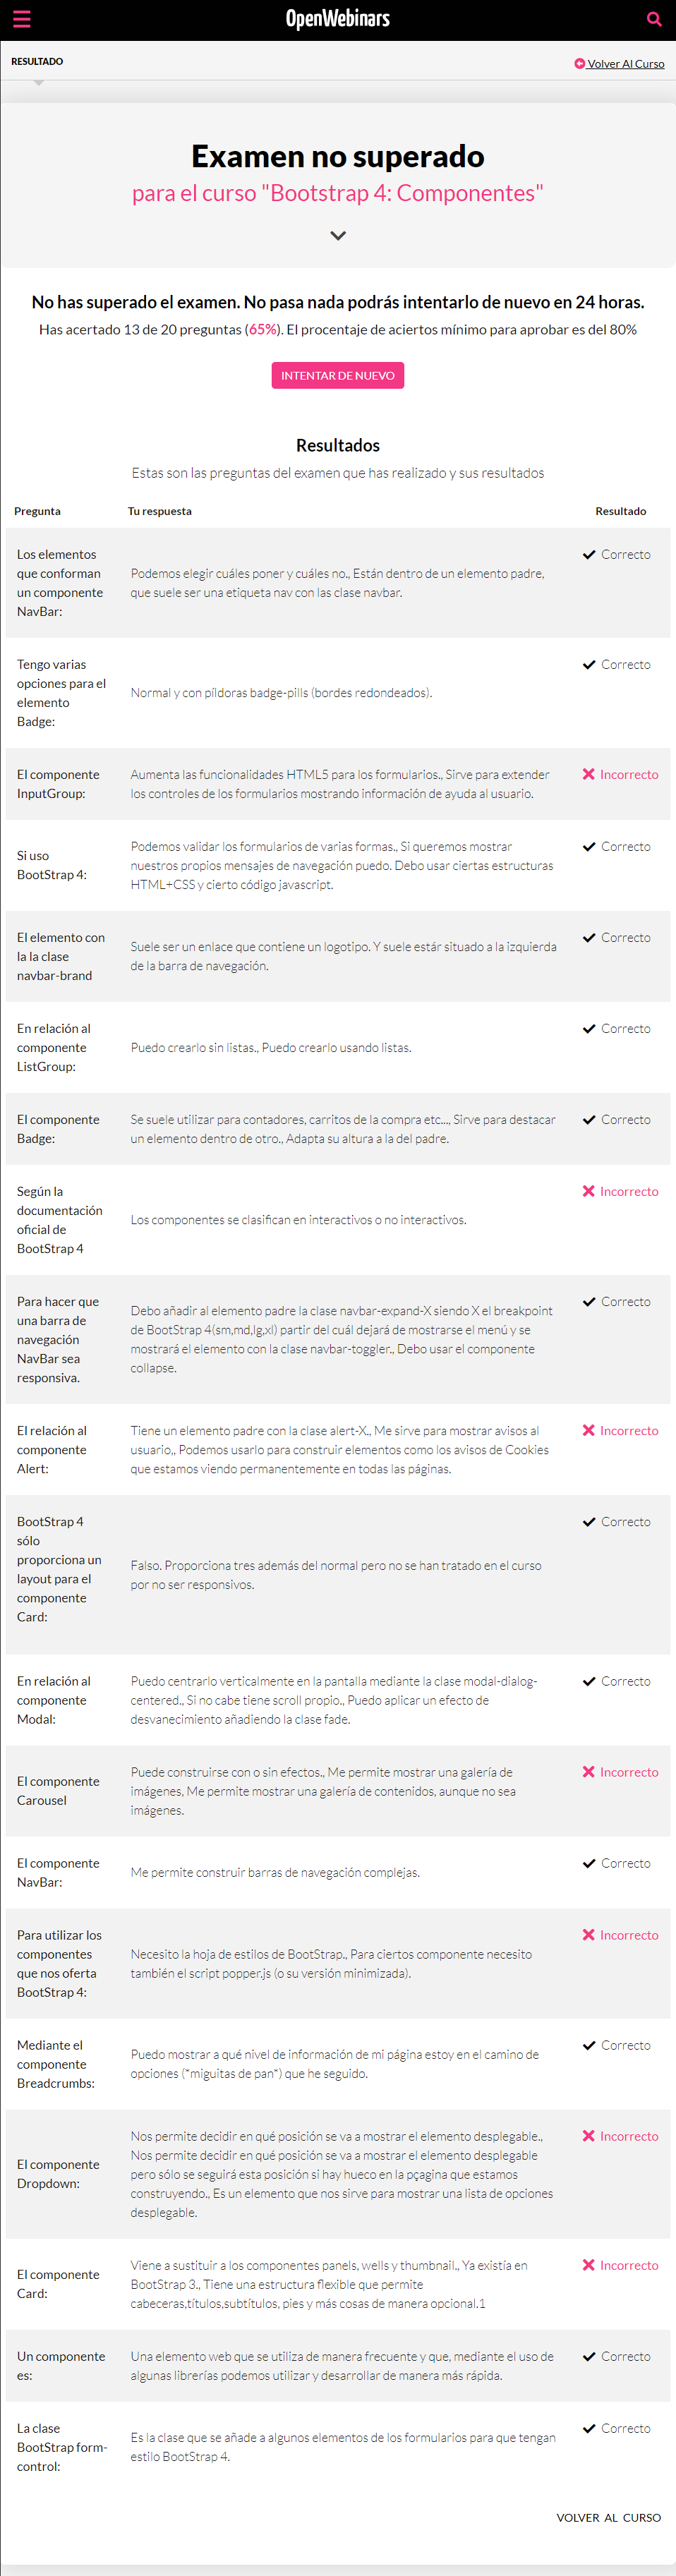 OpenWebinars
RESULTADO
Volver Al Curso
Examen no superado
para el curso "Bootstrap 4: Componentes"
No has superado el examen. No pasa nada podrás intentarlo de nuevo en 24 horas.
Has acertado 13 de 20 preguntas (65%). El procentaje de aciertos mínimo para aprobar es del 80%
INTENTAR DE NUEVO
Resultados
Estas son las preguntas del examen que has realizado y sus resultados
Pregunta Tu respuesta Resultado
Los elementos
que conforman
un componente
NavBar:
Podemos elegir cuáles poner y cuáles no., Están dentro de un elemento padre,
que suele ser una etiqueta nav con las clase navbar.
Correcto
Tengo varias
opciones para el
elemento
Badge:
Normal y con píldoras badge-pills (bordes redondeados).
Correcto
El componente
InputGroup:
Aumenta las funcionalidades HTML5 para los formularios., Sirve para extender
los controles de los formularios mostrando información de ayuda al usuario.
Incorrecto
Si uso
BootStrap 4:
Podemos validar los formularios de varias formas., Si queremos mostrar
nuestros propios mensajes de navegación puedo. Debo usar ciertas estructuras
HTML+CSS y cierto código javascript.
Correcto
El elemento con
la la clase
navbar-brand
Suele ser un enlace que contiene un logotipo. Y suele estár situado a la izquierda
de la barra de navegación.
Correcto
En relación al
componente
ListGroup:
Puedo crearlo sin listas., Puedo crearlo usando listas.
Correcto
El componente
Badge:
Se suele utilizar para contadores, carritos de la compra etc...., Sirve para destacar
un elemento dentro de otro., Adapta su altura a la del padre.
Correcto
Según la
documentación
oficial de
BootStrap 4
Los componentes se clasifican en interactivos o no interactivos.
Incorrecto
Para hacer que
una barra de
navegación
NavBar sea
responsiva.
Debo añadir al elemento padre la clase navbar-expand-X siendo X el breakpoint
de BootStrap 4(sm,md,lg,xl) partir del cuál dejará de mostrarse el menú y se
mostrará el elemento con la clase navbar-toggler., Debo usar el componente
collapse.
Correcto
El relación al
componente
Alert:
Tiene un elemento padre con la clase alert-X., Me sirve para mostrar avisos al
usuario,, Podemos usarlo para construir elementos como los avisos de Cookies
que estamos viendo permanentemente en todas las páginas.
Incorrecto
BootStrap 4
sólo
proporciona un
layout para el
componente
Card:
Falso. Proporciona tres además del normal pero no se han tratado en el curso
por no ser responsivos.
Correcto
En relación al
componente
Modal:
Puedo centrarlo verticalmente en la pantalla mediante la clase modal-dialog-
centered., Si no cabe tiene scroll propio., Puedo aplicar un efecto de
desvanecimiento añadiendo la clase fade.
Correcto
El componente
Carousel
Puede construirse con o sin efectos., Me permite mostrar una galería de
imágenes, Me permite mostrar una galería de contenidos, aunque no sea
imágenes.
Incorrecto
El componente
NavBar:
Me permite construir barras de navegación complejas.
Correcto
Para utilizar los
componentes
que nos oferta
BootStrap 4:
Necesito la hoja de estilos de BootStrap., Para ciertos componente necesito
también el script popper.js (o su versión minimizada).
Incorrecto
Mediante el
componente
Breadcrumbs:
Puedo mostrar a qué nivel de información de mi página estoy en el camino de
opciones (*miguitas de pan*) que he seguido.
Correcto
El componente
Dropdown:
Nos permite decidir en qué posición se va a mostrar el elemento desplegable.,
Nos permite decidir en qué posición se va a mostrar el elemento desplegable
pero sólo se seguirá esta posición si hay hueco en la pçagina que estamos
construyendo., Es un elemento que nos sirve para mostrar una lista de opciones
desplegable.
Incorrecto
El componente
Card:
Viene a sustituir a los componentes panels, wells y thumbnail., Ya existía en
BootStrap 3., Tiene una estructura flexible que permite
cabeceras,títulos,subtítulos, pies y más cosas de manera opcional.1
Incorrecto
Un componente
es:
Una elemento web que se utiliza de manera frecuente y que, mediante el uso de
algunas librerías podemos utilizar y desarrollar de manera más rápida.
Correcto
La clase
BootStrap form-
control:
Es la clase que se añade a algunos elementos de los formularios para que tengan
estilo BootStrap 4.
Correcto
VOLVER AL CURSO